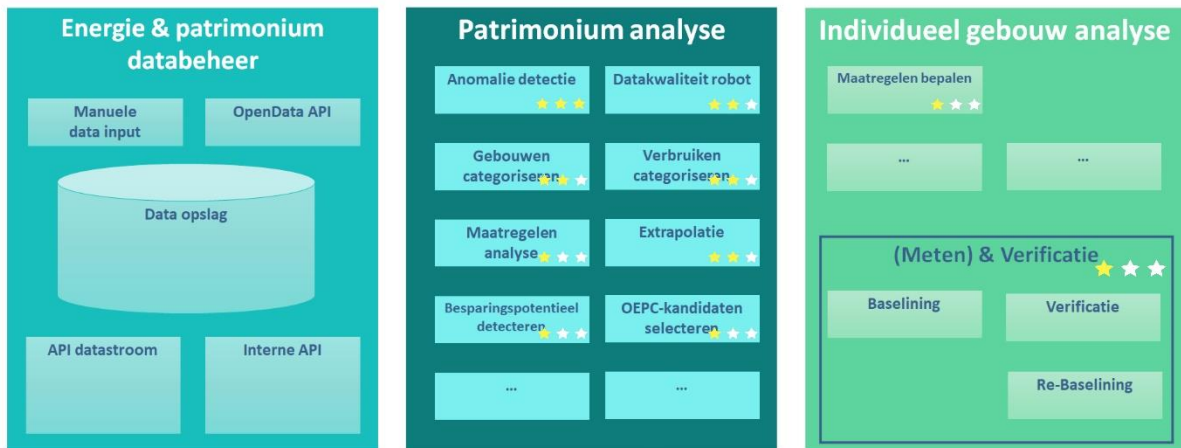 Energie & patrimonium
databeheer
Manuele
data input
OpenData API
Data opslag
API datastroom
Interne API
Patrimonium analyse
Anomalie detectie
Datakwaliteit robot
Gebouwen
categoriseren
Verbruiken
categoriseren
Maatregelen
analyse
Extrapolatie
Besparingspotentieel
detecteren
OEPC-kandidaten
selecteren
...
...
Individueel gebouw analyse
Maatregelen bepalen
...
...
(Meten) & Verificatie
Baselining
Verificatie
Re-Baselining